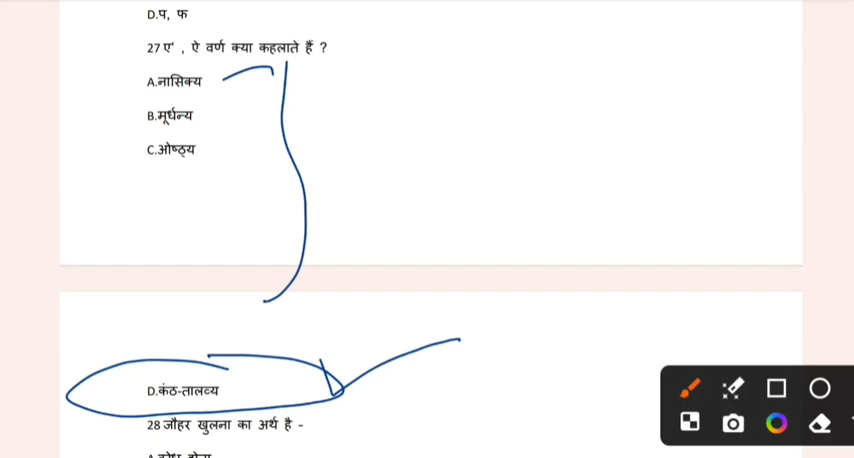 D.प, फ
27 ए' , ऐ वर्ण क्या कहलाते हैं ?
A.नासिक्य
B.मूर्धन्य
C.ओष्ठ्य
D.कंठ-तालव्य
28 जौहर खुलना का अर्थ है -